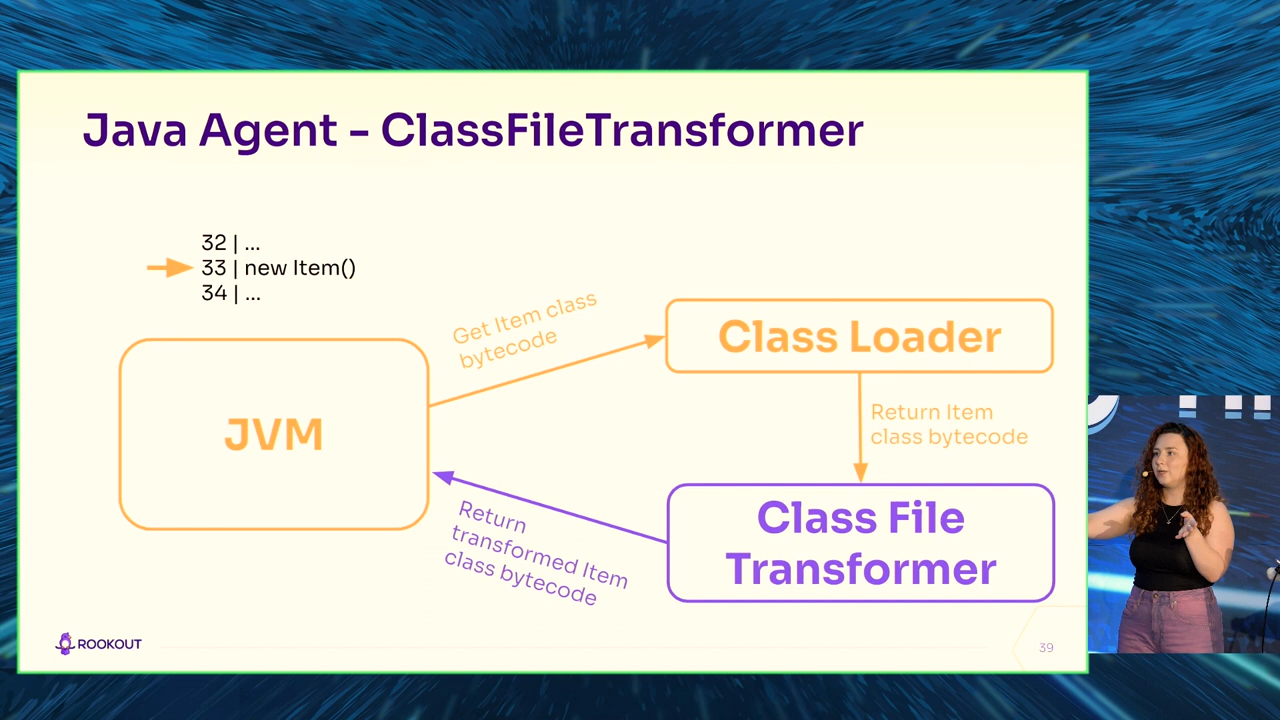 Java Agent - ClassFileTransformer
32 | ...
33 | new Item()
34 | ...
Get Item class
bytecode
Class Loader
JVM
Return Item
class bytecode
Return
transformed Item
class bytecode
Class File
Transformer
ROOKOUT
39